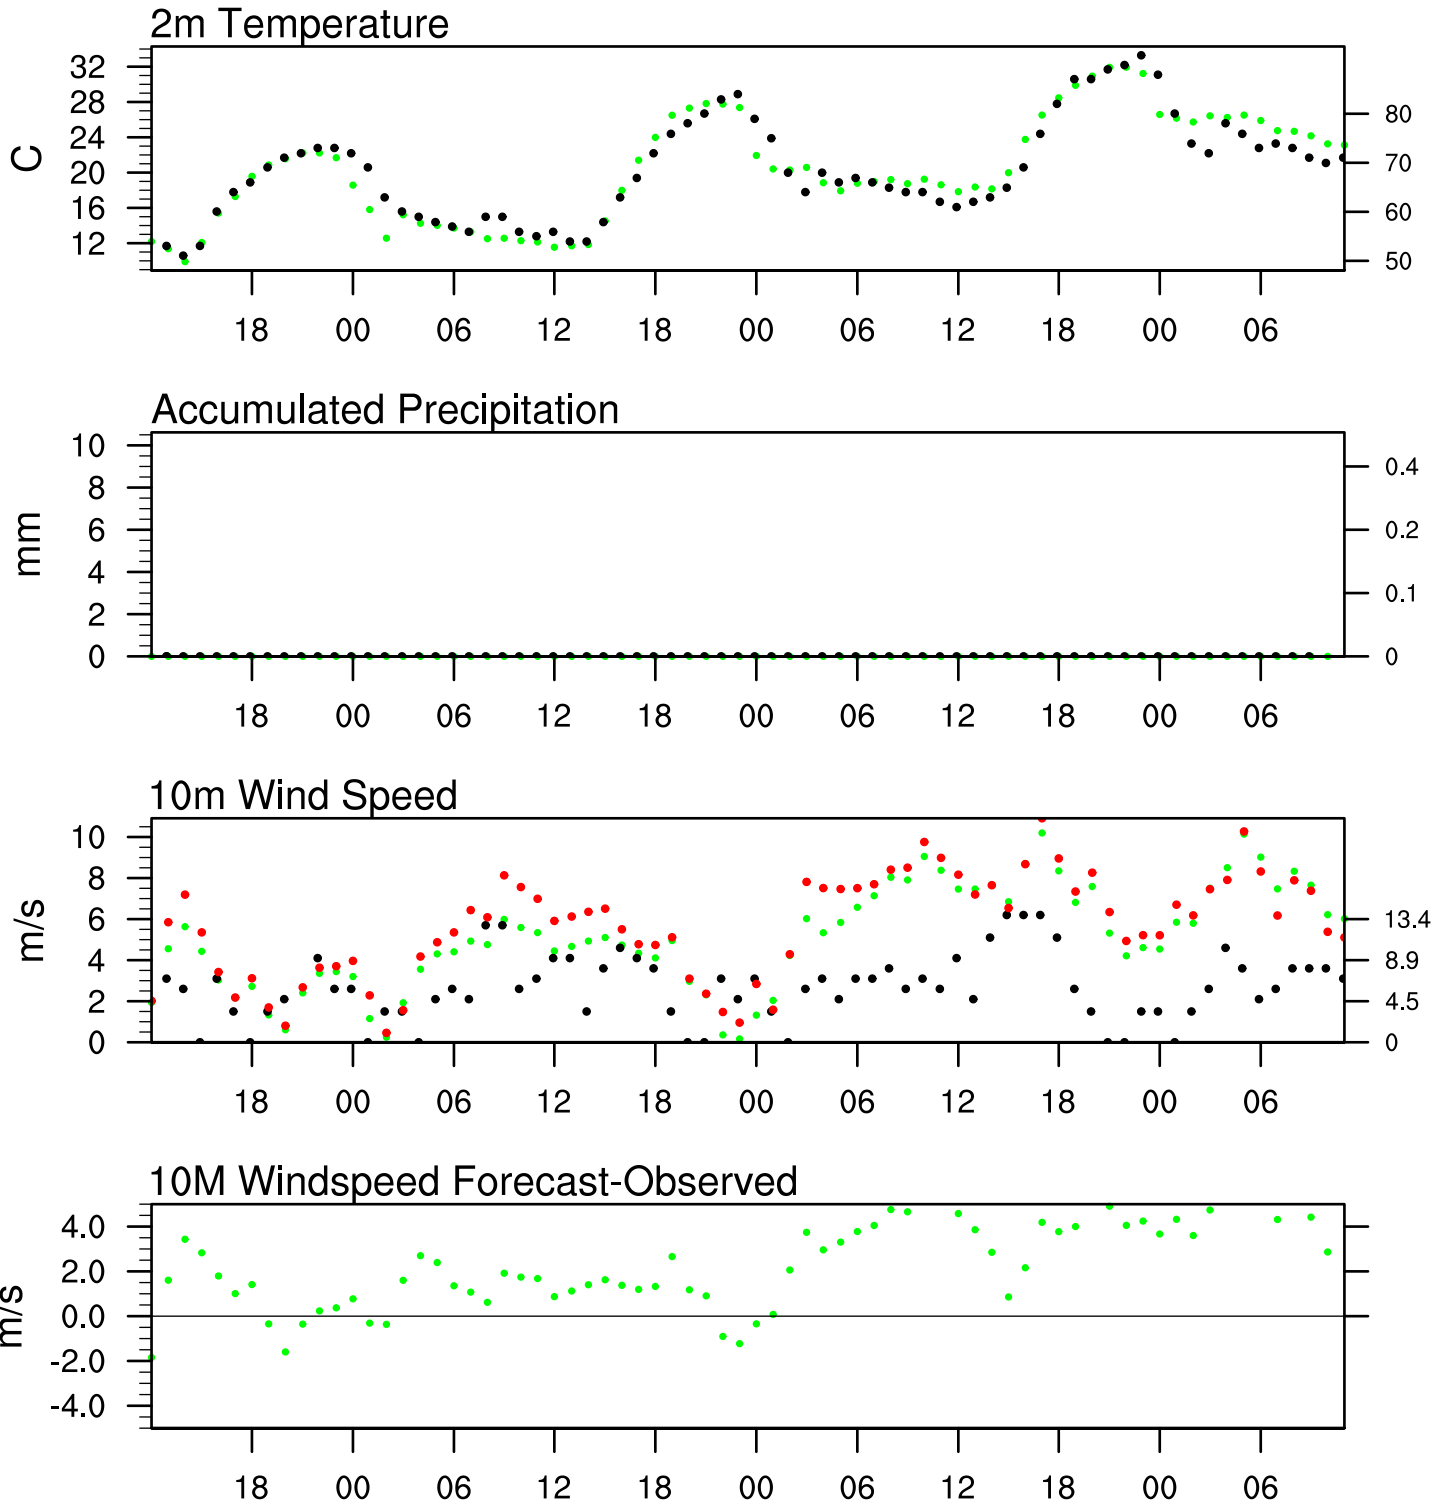 2m Temperature
32
28
24
20
16
12
C
80
70
60
50
18 00 06 12 18 00 06 12 18 00 06
Accumulated Precipitation
10
8
6
4
2
0
mm
0.4
0.2
0.1
0
18 00 06 12 18 00 06 12 18 00 06
10m Wind Speed
10
8
6
4
2
0
m/s
13.4
8.9
4.5
0
18 00 06 12 18 00 06 12 18 00 06
10M Windspeed Forecast-Observed
4.0
2.0
0.0
-2.0
-4.0
m/s
18 00 06 12 18 00 06 12 18 00 06